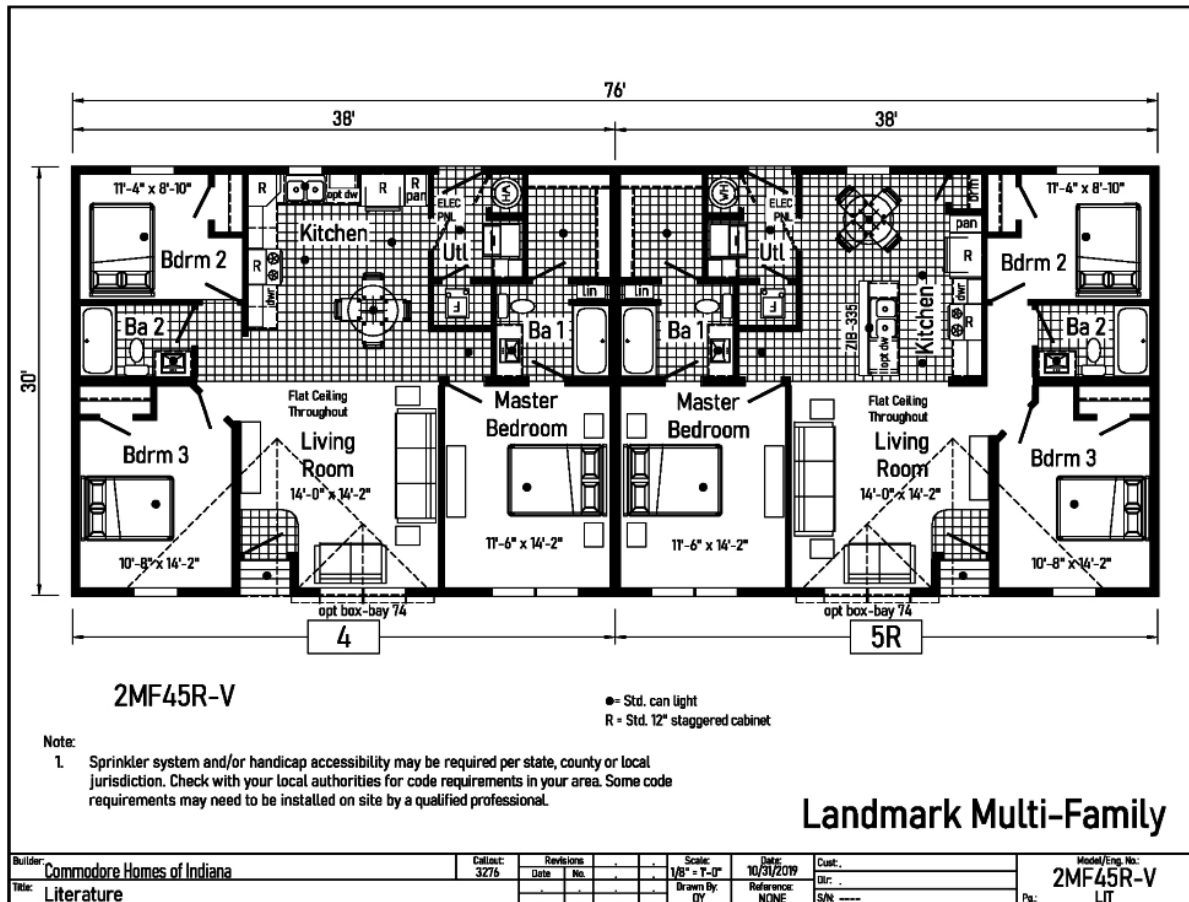 76'
38'
38'
30'
11'-4" x 8'-10"
Bdrm 2
R
opt dw
R
pan
Kitchen
R
dwr
ELEC
PNL
WH
Utl
F
lin
Ba 1
Ba 2
Flat Ceiling
Throughout
Living
Room
14'-0" x 14'-2"
Master
Bedroom
11'-6" x 14'-2"
Bdrm 3
10'-8" x 14'-2"
opt box-bay 74
4
WH
ELEC
PNL
Utl
F
lin
Ba 1
pan
R
Kitchen
ZIB-335
opt dw
dwr
R
11'-4" x 8'-10"
Bdrm 2
Ba 2
Master
Bedroom
11'-6" x 14'-2"
Flat Ceiling
Throughout
Living
Room
14'-0" x 14'-2"
Bdrm 3
10'-8" x 14'-2"
opt box-bay 74
5R
2MF45R-V
= Std. can light
R = Std. 12" staggered cabinet
Note:
1. Sprinkler system and/or handicap accessibility may be required per state, county or local
jurisdiction. Check with your local authorities for code requirements in your area. Some code
requirements may need to be installed on site by a qualified professional.
Landmark Multi-Family
Builder: Commodore Homes of Indiana
Title: Literature
Callout:
3276
Revisions
Date No.
Scale:
1/8" = 1'-0"
Drawn By:
OY
Date:
10/31/2019
Reference:
NONE
Cust.: .
Dlr.: .
S/N: ----
Model/Eng. No.:
2MF45R-V
Pg.: LIT